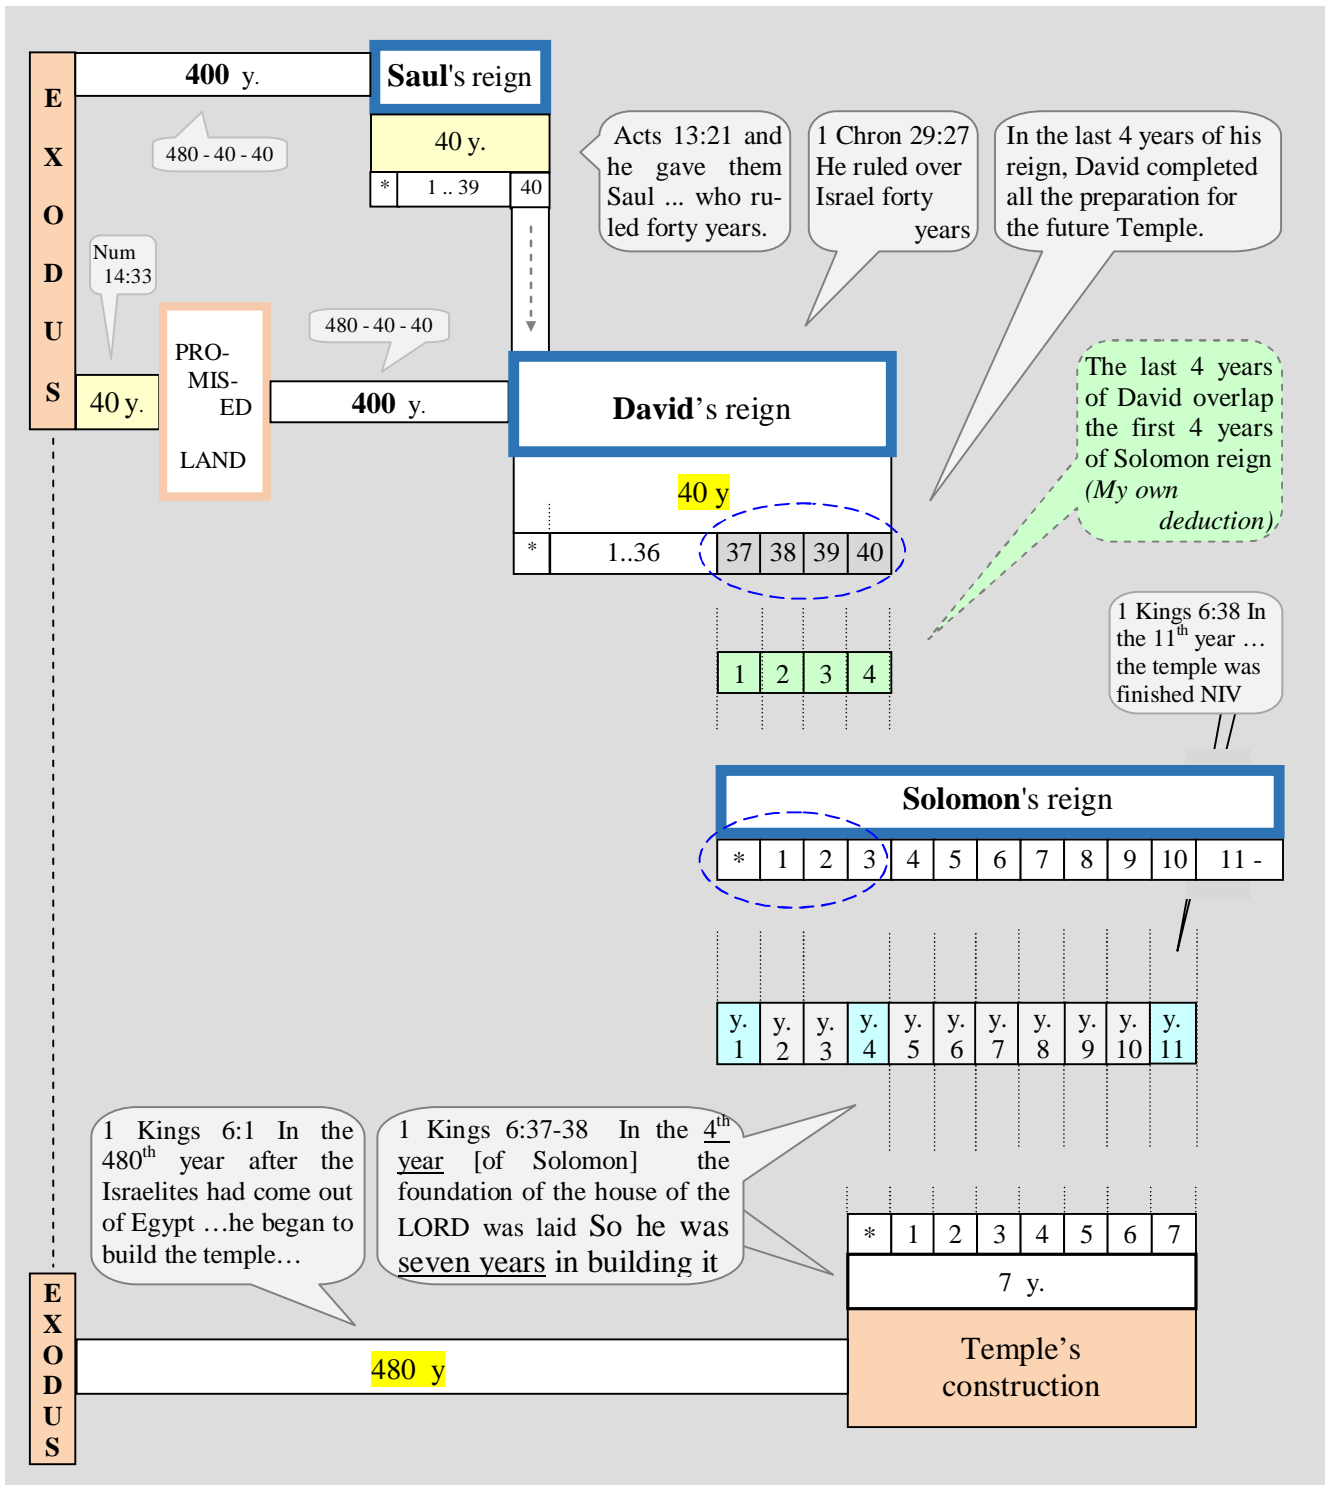 400 y.
Saul's reign
E
X
O
D
U
S
480 - 40 - 40
40 y.
* 1 .. 39 40
Acts 13:21 and
he gave them
Saul ... who ru-
led forty years.
1 Chron 29:27
He ruled over
Israel forty
years
In the last 4 years of his
reign, David completed
all the preparation for
the future Temple.
Num
14:33
480 - 40 - 40
PRO-
MIS-
ED
LAND
40 y.
400 y.
David's reign
The last 4 years
of David overlap
the first 4 years
of Solomon reign
(My own
deduction)
40 y
* 1..36 37 38 39 40
1 Kings 6:38 In
the 11th year …
the temple was
finished NIV
1 2 3 4
Solomon's reign
* 1 2 3 4 5 6 7 8 9 10 11 -
y. y. y. y. y. y. y. y. y. y. y.
1 2 3 4 5 6 7 8 9 10 11
1 Kings 6:1 In the
480th year after the
Israelites had come out
of Egypt …he began to
build the temple…
1 Kings 6:37-38 In the 4th
year [of Solomon] the
foundation of the house of the
LORD was laid So he was
seven years in building it
* 1 2 3 4 5 6 7
7 y.
E
X
O
D
U
S
480 y
Temple's
construction